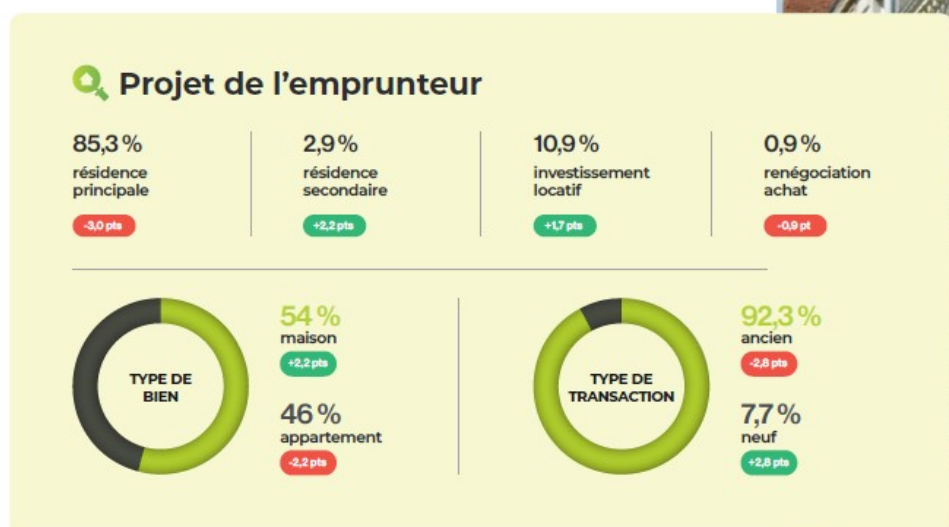 Projet de l’emprunteur
85,3 %
résidence
principale
-3,0 pts
2,9 %
résidence
secondaire
+2,2 pts
10,9 %
investissement
locatif
+1,7 pts
0,9 %
renégociation
achat
-0,9 pt
TYPE DE
BIEN
54 %
maison
+2,2 pts
46 %
appartement
-2,2 pts
TYPE DE
TRANSACTION
92,3 %
ancien
-2,8 pts
7,7 %
neuf
+2,8 pts